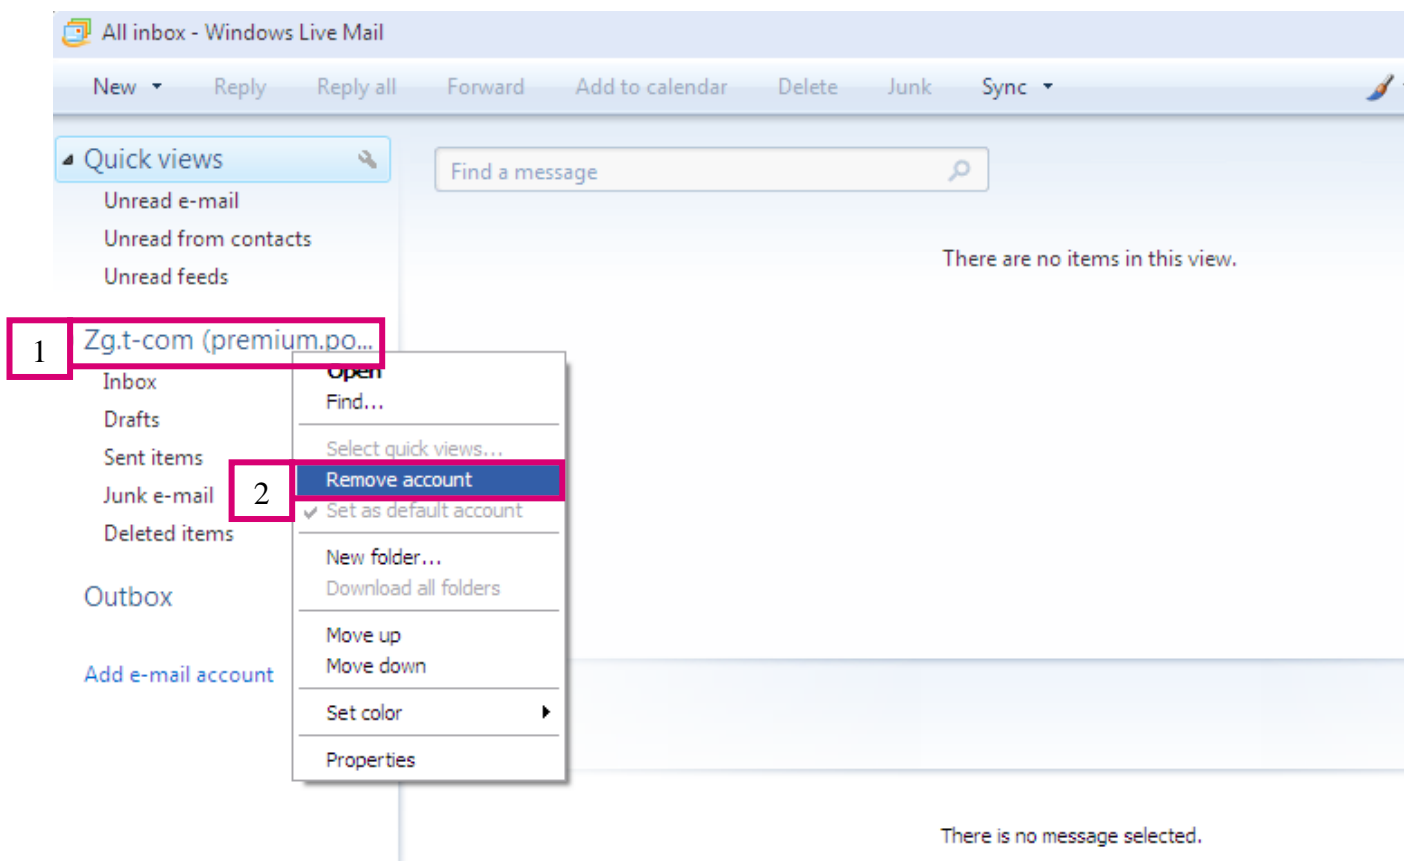 All inbox - Windows Live Mail
New Reply Reply all Forward Add to calendar Delete Junk Sync
Quick views
Find a message
Unread e-mail
Unread from contacts
Unread feeds
There are no items in this view.
1 Zg.t-com (premium.po...
Inbox
Drafts
Sent items
Junk e-mail
Deleted items
Outbox
Add e-mail account
Open
Find...
Select quick views...
2 Remove account
Set as default account
New folder...
Download all folders
Move up
Move down
Set color
Properties
There is no message selected.